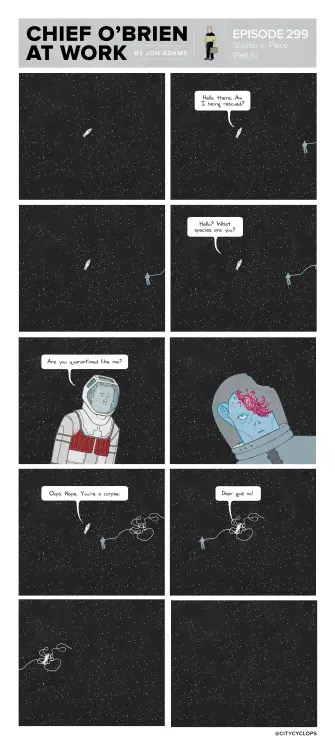 CHIEF O'BRIEN
AT WORK
BY JON ADAMS
EPISODE 299
Shelter in Place
(Part 5)
Hello there. Am
I being rescued?
Hello? What
species are you?
Are you quarantined like me?
Oops. Nope. You're a corpse.
Dear god no!
@CITYCYCLOPS